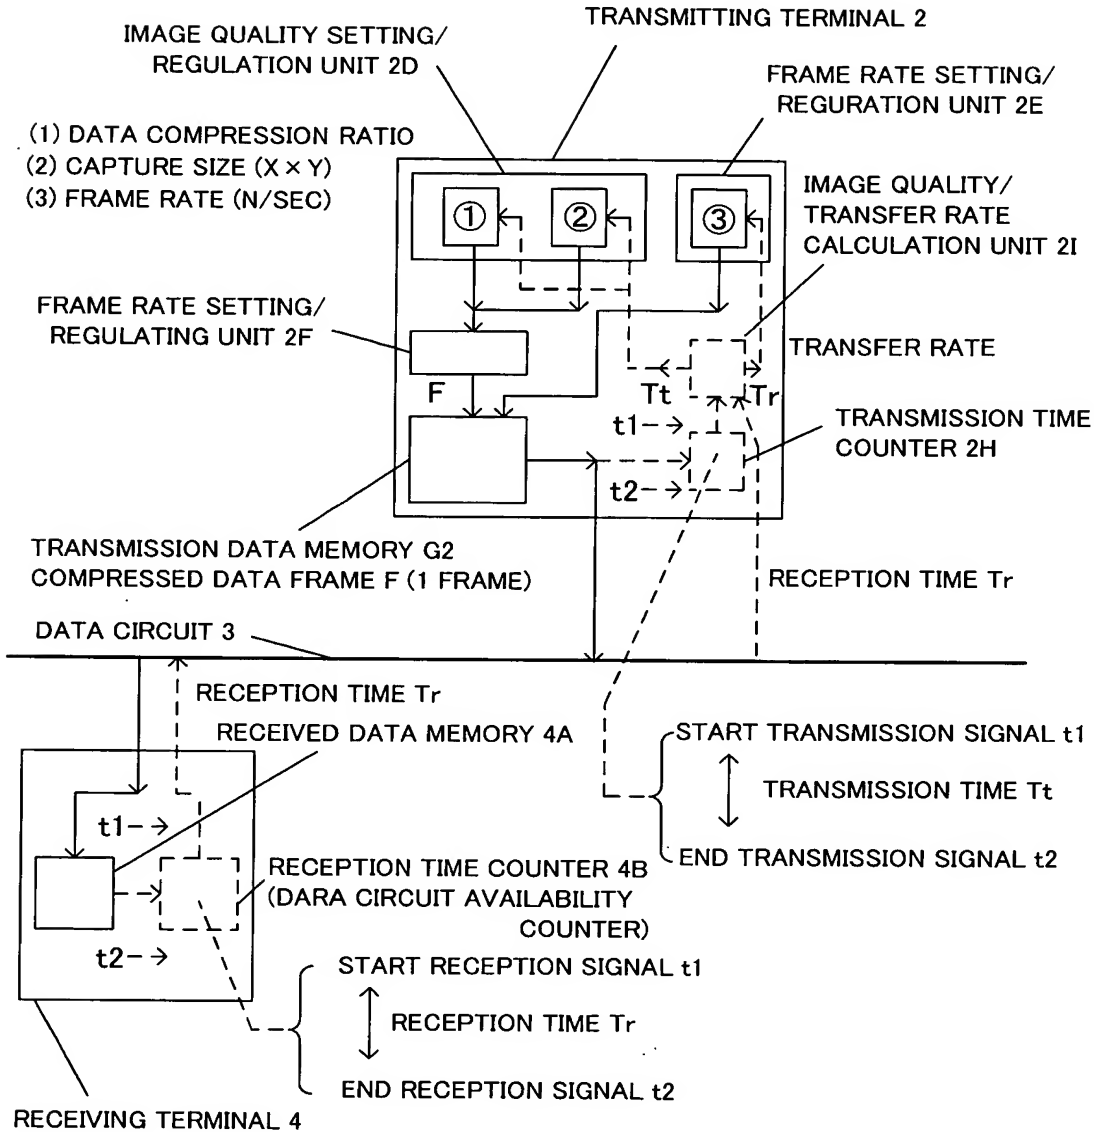 TRANSMITTING TERMINAL 2
IMAGE QUALITY SETTING/
REGULATION UNIT 2D
FRAME RATE SETTING/
REGURATION UNIT 2E
(1) DATA COMPRESSION RATIO
(2) CAPTURE SIZE (X × Y)
(3) FRAME RATE (N/SEC)
① ② ③
IMAGE QUALITY/
TRANSFER RATE
CALCULATION UNIT 2I
FRAME RATE SETTING/
REGULATING UNIT 2F
TRANSFER RATE
F
Tt
Tr
t1
TRANSMISSION TIME
COUNTER 2H
t2
TRANSMISSION DATA MEMORY G2
COMPRESSED DATA FRAME F (1 FRAME)
RECEPTION TIME Tr
DATA CIRCUIT 3
RECEPTION TIME Tr
RECEIVED DATA MEMORY 4A
START TRANSMISSION SIGNAL t1
TRANSMISSION TIME Tt
END TRANSMISSION SIGNAL t2
t1
RECEPTION TIME COUNTER 4B
(DARA CIRCUIT AVAILABILITY
COUNTER)
t2
START RECEPTION SIGNAL t1
RECEPTION TIME Tr
END RECEPTION SIGNAL t2
RECEIVING TERMINAL 4